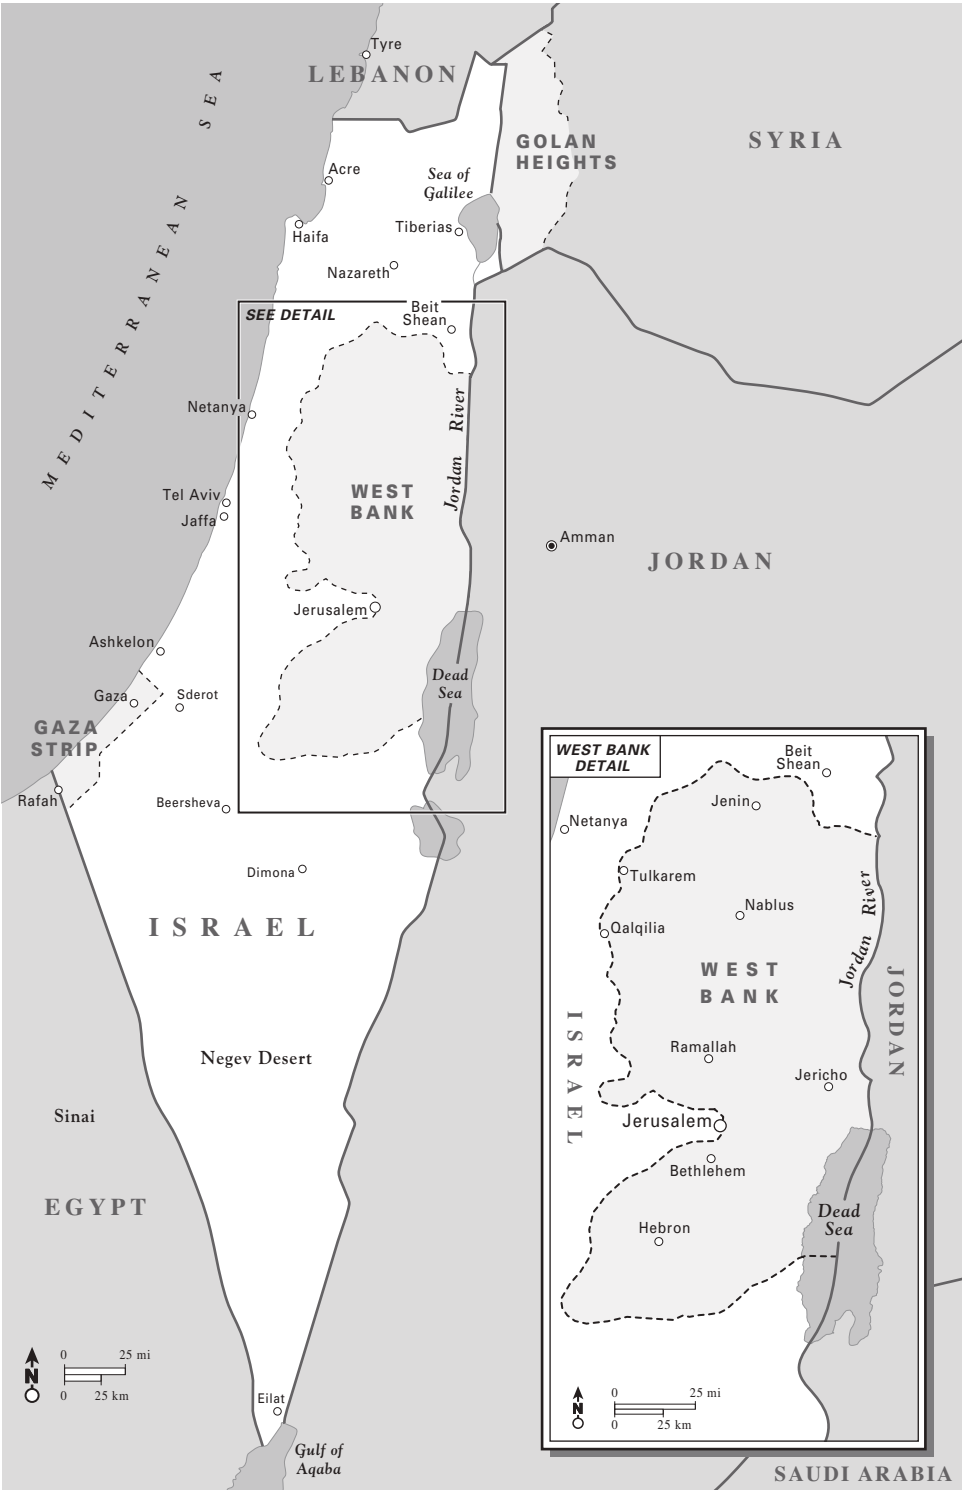 Tyre
LEBANON
MEDITERRANEAN SEA
GOLAN
HEIGHTS
SYRIA
Acre
Sea of
Galilee
Haifa
Tiberias
Nazareth
SEE DETAIL
Beit
Shean
Netanya
Jordan River
Tel Aviv
Jaffa
WEST
BANK
Amman
JORDAN
Jerusalem
Ashkelon
Dead
Sea
Gaza
Sderot
GAZA
STRIP
Rafah
Beersheva
Dimona
ISRAEL
Negev Desert
Sinai
EGYPT
0 25 mi
N
0 25 km
Eilat
Gulf of
Aqaba
WEST BANK
DETAIL
Beit
Shean
Jenin
Netanya
Tulkarem
Nablus
Qalqilia
Jordan River
WEST
BANK
JORDAN
ISRAEL
Ramallah
Jericho
Jerusalem
Bethlehem
Dead
Sea
Hebron
0 25 mi
N
0 25 km
SAUDI ARABIA